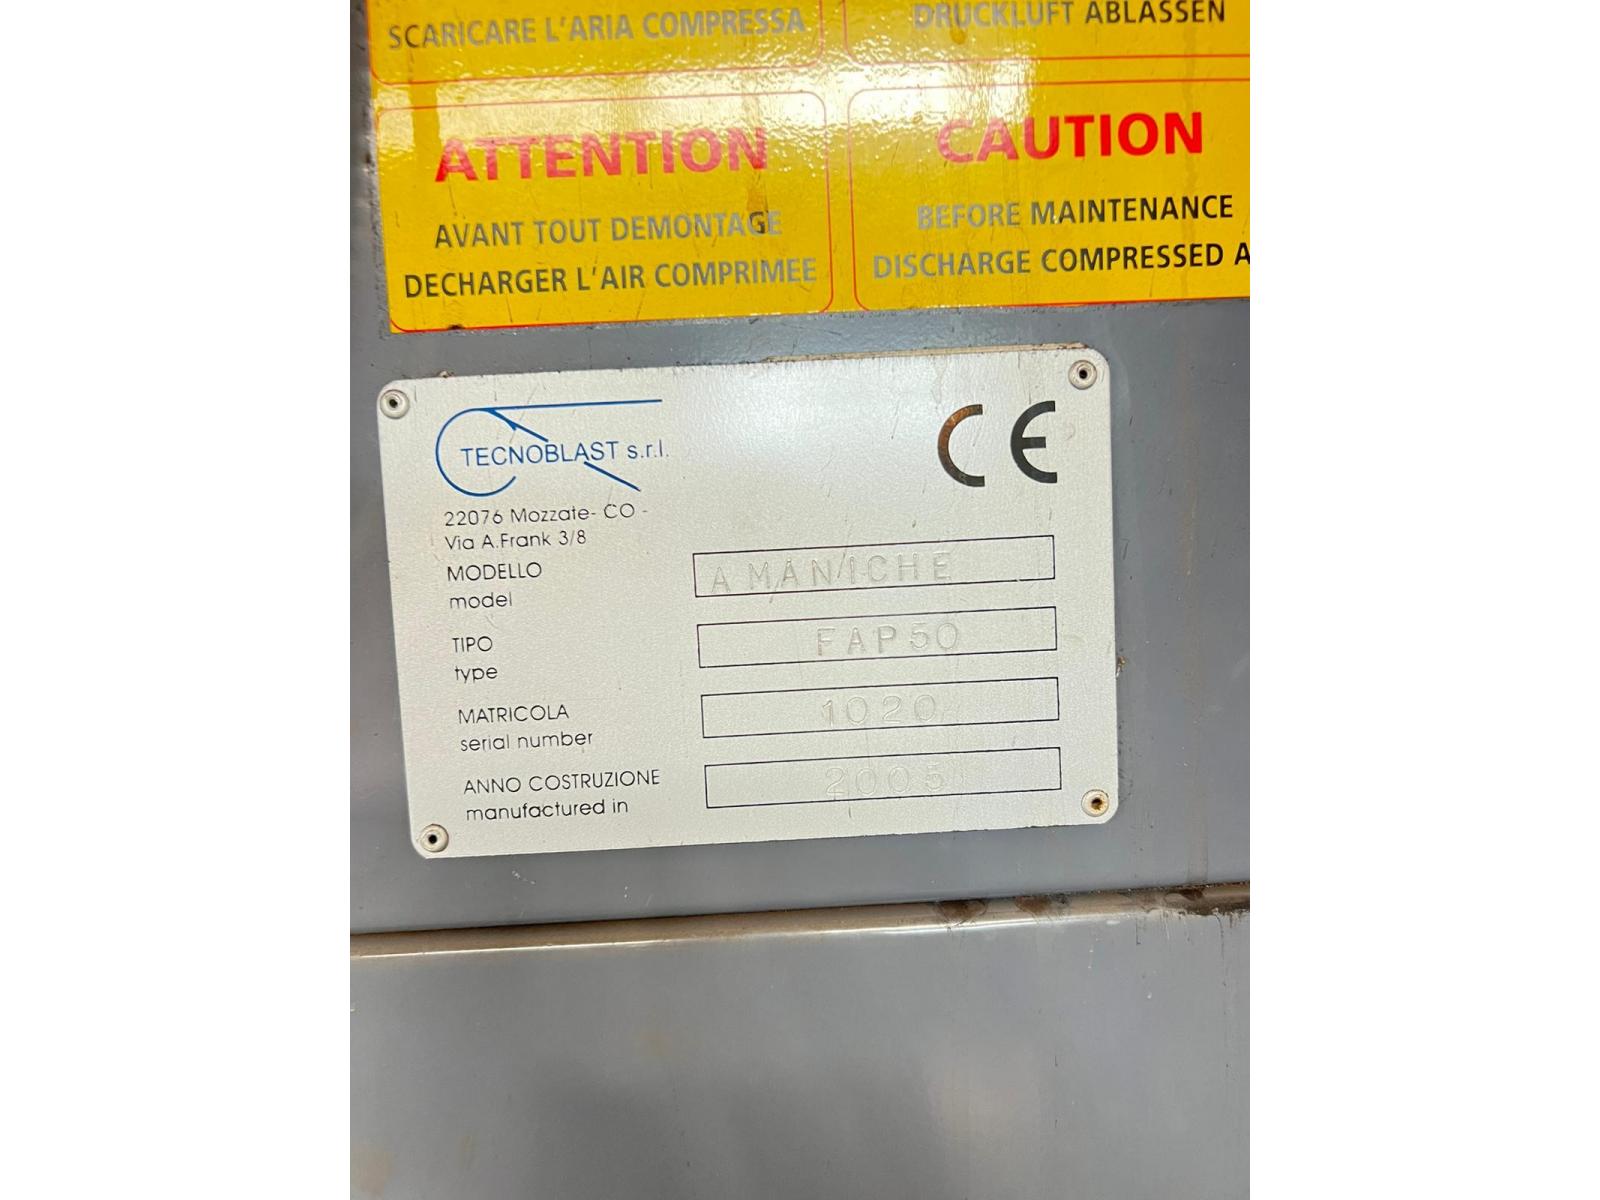 SCARICARE L'ARIA COMPRESSA
DRUCKLUFT ABLASSEN
ATTENTION
AVANT TOUT DEMONTAGE
DECHARGER L'AIR COMPRIMEE
CAUTION
BEFORE MAINTENANCE
DISCHARGE COMPRESSED A
TECNOBLAST s.r.l.
CE
22076 Mozzate- CO -
Via A.Frank 3/8
MODELLO
model
A MANICHE
TIPO
type
FAP50
MATRICOLA
serial number
1020
ANNO COSTRUZIONE
manufactured in
2005